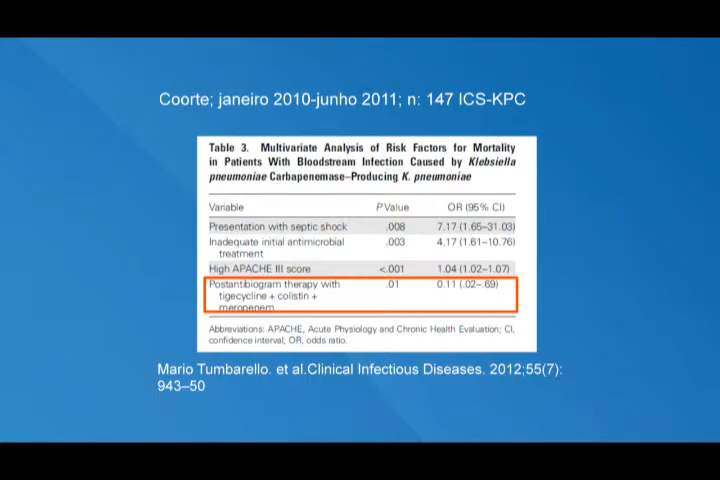 Coorte; janeiro 2010-junho 2011; n: 147 ICS-KPC
Table 3. Multivariate Analysis of Risk Factors for Mortality
in Patients With Bloodstream Infection Caused by Klebsiella
pneumoniae Carbapenemase–Producing K. pneumoniae
Variable P Value OR (95% CI)
Presentation with septic shock .008 7.17 (1.65–31.03)
Inadequate initial antimicrobial .003 4.17 (1.61–10.76)
treatment
High APACHE III score <.001 1.04 (1.02–1.07)
Postantibiogram therapy with .01 0.11 (.02–.69)
tigecycline + colistin +
meropenem
Abbreviations: APACHE, Acute Physiology and Chronic Health Evaluation; CI,
confidence interval; OR, odds ratio.
Mario Tumbarello. et al.Clinical Infectious Diseases. 2012;55(7):
943–50